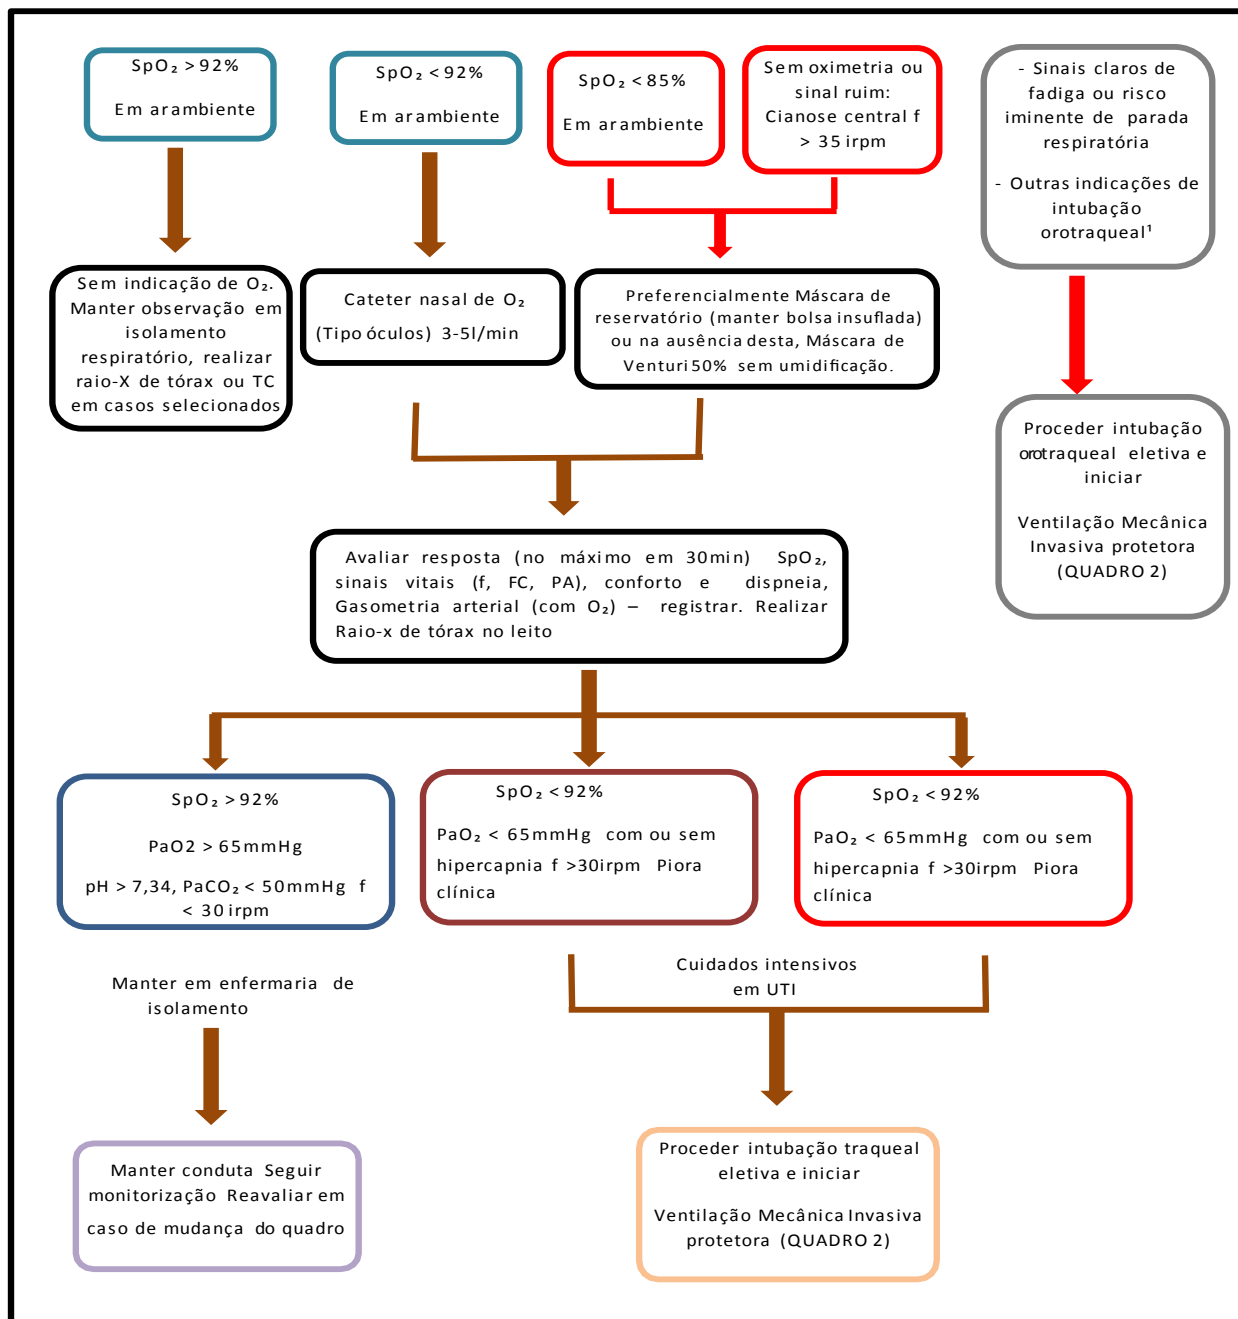 SpO₂ > 92%
Em arambiente
SpO₂ < 92%
Em arambiente
SpO₂ < 85%
Em arambiente
Sem oximetria ou
sinal ruim:
Cianose central f
> 35 irpm
- Sinais claros de
fadiga ou risco
iminente de parada
respiratória
- Outras indicações de
intubação
orotraqueal¹
Sem indicação de O₂.
Manter observação em
isolamento
respiratório, realizar
raio-X de tórax ou TC
em casos selecionados
Cateter nasal de O₂
(Tipo óculos) 3-5l/min
Preferencialmente Máscara de
reservatório (manter bolsa insuflada)
ou na ausência desta, Máscara de
Venturi 50% sem umidificação.
Proceder intubação
orotraqueal eletiva e
iniciar
Ventilação Mecânica
Invasiva protetora
(QUADRO 2)
Avaliar resposta (no máximo em 30min) SpO₂,
sinais vitais (f, FC, PA), conforto e dispneia,
Gasometria arterial (com O₂) – registrar. Realizar
Raio-x de tórax no leito
SpO₂ > 92%
PaO2 > 65mmHg
pH > 7,34, PaCO₂ < 50mmHg f
< 30 irpm
SpO₂ < 92%
PaO₂ < 65mmHg com ou sem
hipercapnia f >30irpm Piora
clínica
SpO₂ < 92%
PaO₂ < 65mmHg com ou sem
hipercapnia f >30irpm Piora
clínica
Manter em enfermaria de
isolamento
Cuidados intensivos
em UTI
Manter conduta Seguir
monitorização Reavaliar em
caso de mudança do quadro
Proceder intubação traqueal
eletiva e iniciar
Ventilação Mecânica Invasiva
protetora (QUADRO 2)